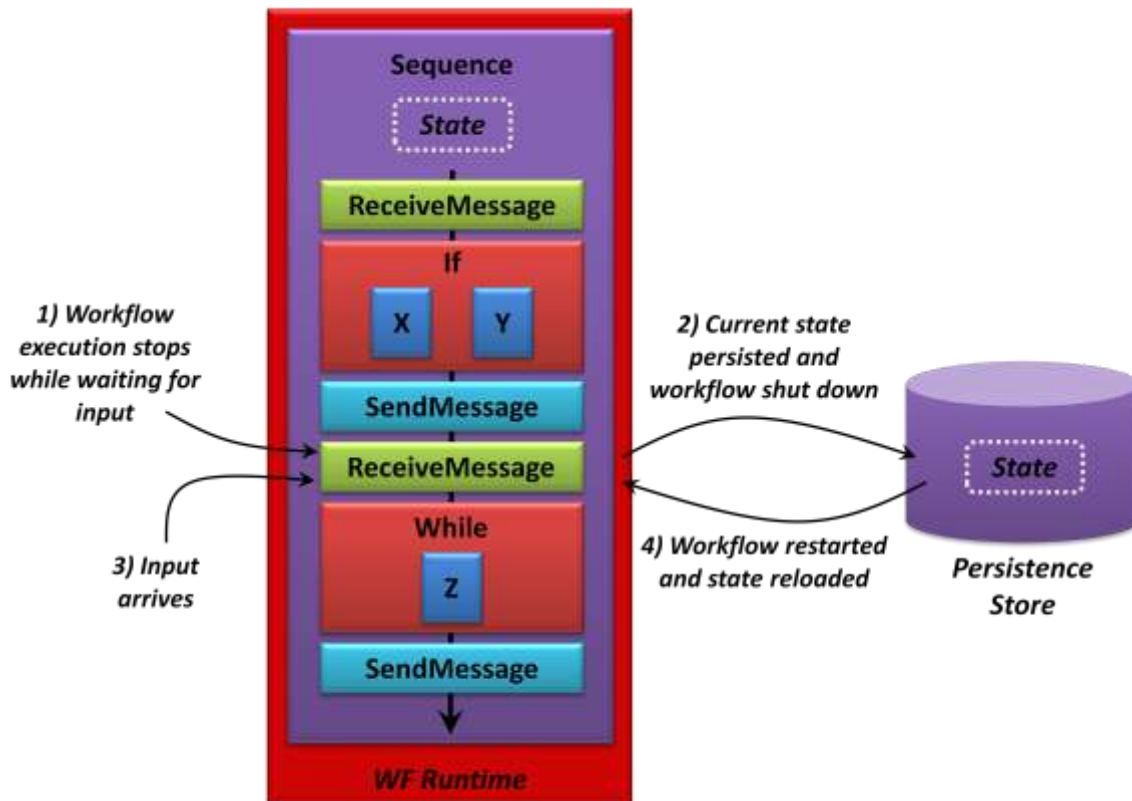 Sequence
State
ReceiveMessage
If
X
Y
SendMessage
ReceiveMessage
While
Z
SendMessage
WF Runtime
1) Workflow
execution stops
while waiting for
input
3) Input
arrives
2) Current state
persisted and
workflow shut down
4) Workflow restarted
and state reloaded
State
Persistence
Store